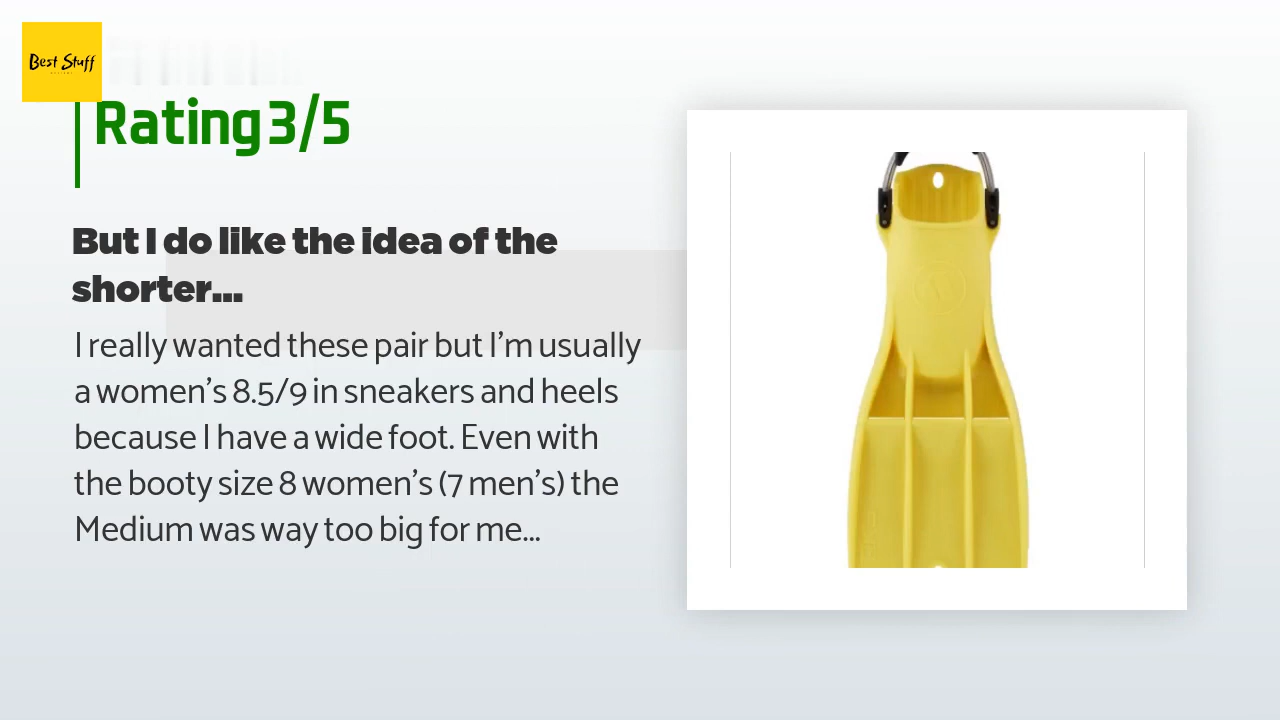 Best Stuff
Rating 3/5
But I do like the idea of the
shorter...
I really wanted these pair but I’m usually
a women’s 8.5/9 in sneakers and heels
because I have a wide foot. Even with
the booty size 8 women’s (7 men’s) the
Medium was way too big for me...